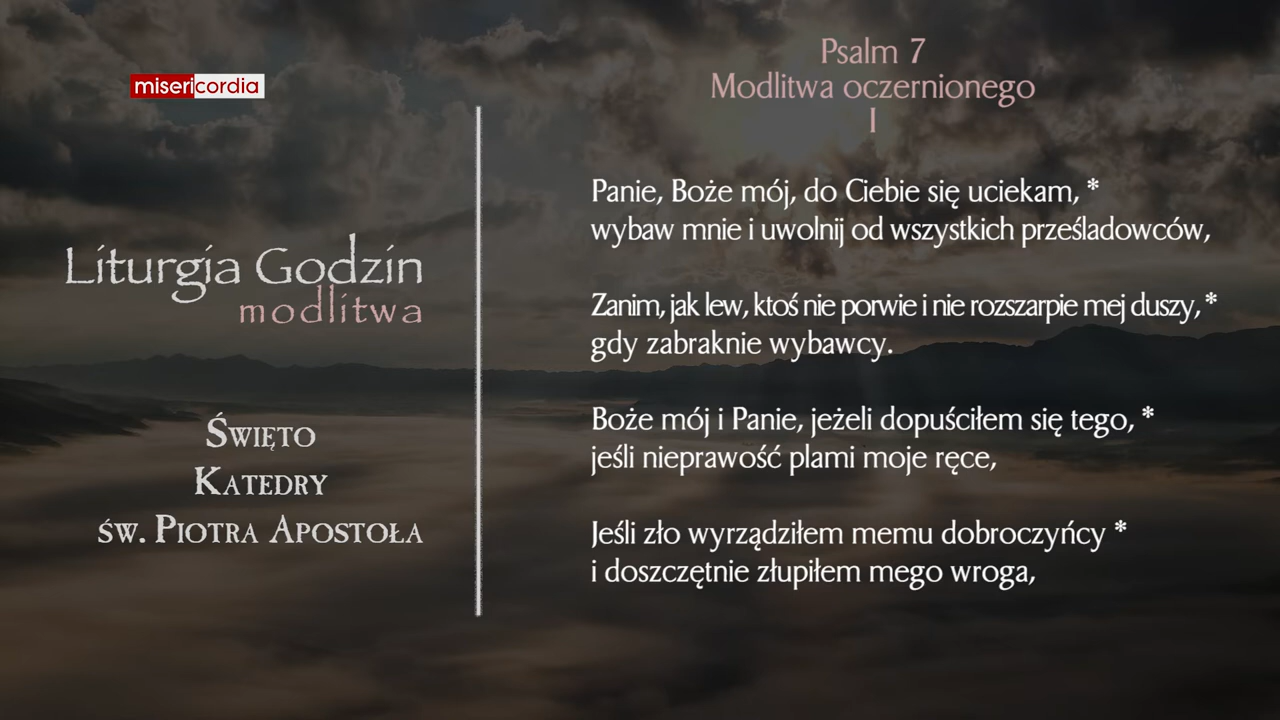 misericordia
Liturgia Godzin
modlitwa
Święto
Katedry
św. Piotra Apostoła
Psalm 7
Modlitwa oczernionego
I
Panie, Boże mój, do Ciebie się uciekam, *
wybaw mnie i uwolnij od wszystkich prześladowców,
Zanim, jak lew, ktoś nie porwie i nie rozszarpie mej duszy, *
gdy zabraknie wybawcy.
Boże mój i Panie, jeżeli dopuściłem się tego, *
jeśli nieprawość plami moje ręce,
Jeśli zło wyrządziłem memu dobroczyńcy *
i doszczętnie złupiłem mego wroga,